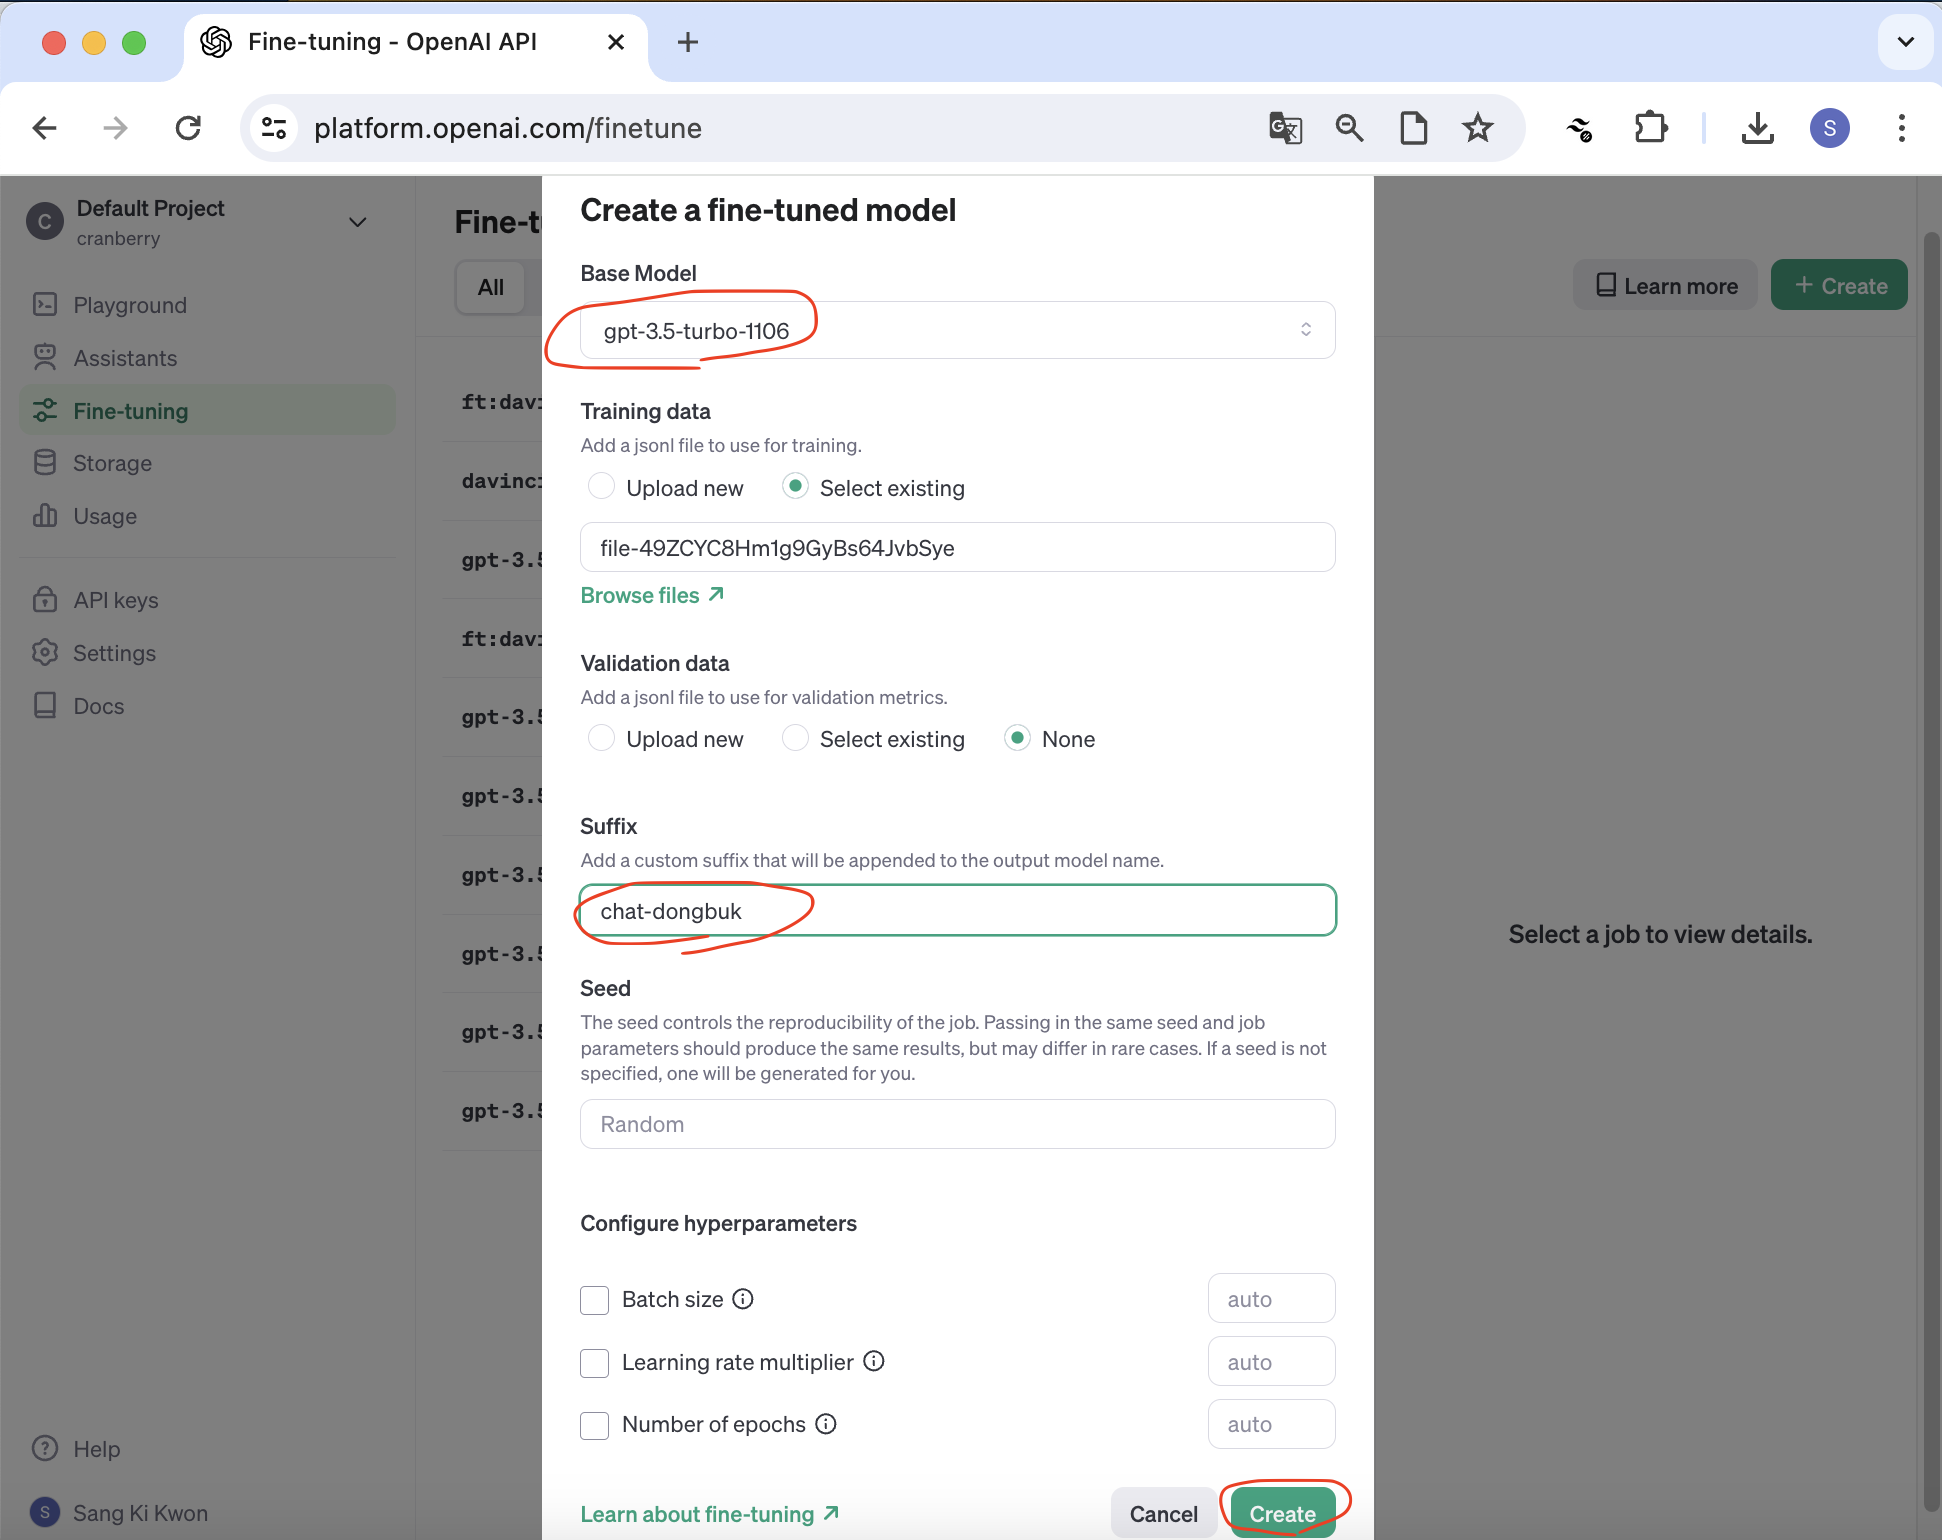 Fine-tuning - OpenAI API
platform.openai.com/finetune
C
Default Project
cranberry
Playground
Assistants
Fine-tuning
Storage
Usage
API keys
Settings
Docs
Help
S
Sang Ki Kwon
Fine-t
All
Learn more
+ Create
ft:dav
davinc
gpt-3.5
ft:dav
gpt-3.5
gpt-3.5
gpt-3.5
gpt-3.5
gpt-3.5
gpt-3.5
Create a fine-tuned model
Base Model
gpt-3.5-turbo-1106
Training data
Add a jsonl file to use for training.
Upload new Select existing
file-49ZCYC8Hm1g9GyBs64JvbSye
Browse files
Validation data
Add a jsonl file to use for validation metrics.
Upload new Select existing None
Suffix
Add a custom suffix that will be appended to the output model name.
chat-dongbuk
Seed
The seed controls the reproducibility of the job. Passing in the same seed and job
parameters should produce the same results, but may differ in rare cases. If a seed is not
specified, one will be generated for you.
Random
Configure hyperparameters
Batch size auto
Learning rate multiplier auto
Number of epochs auto
Learn about fine-tuning
Cancel
Create
Select a job to view details.
S